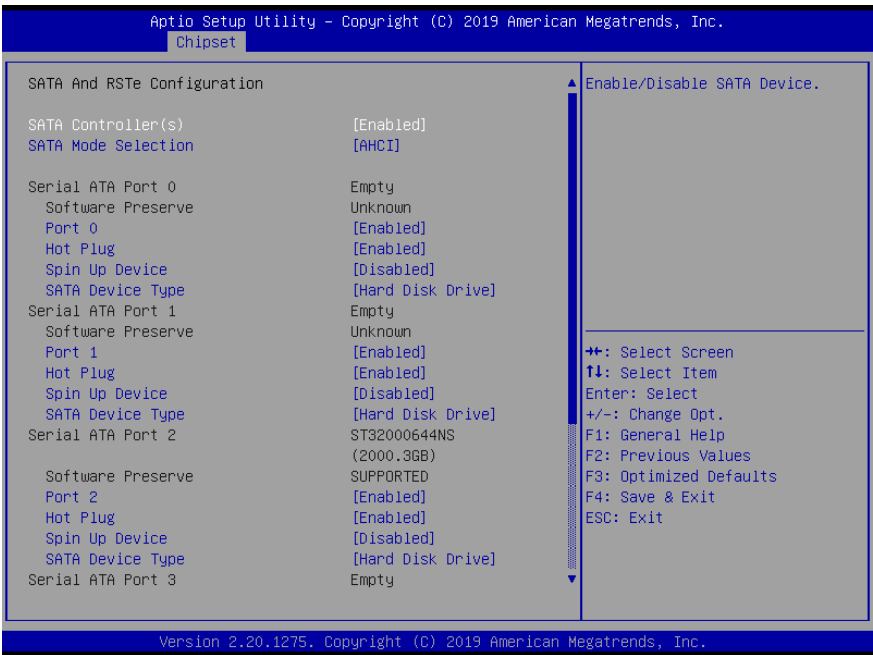 Aptio Setup Utility – Copyright (C) 2019 American Megatrends, Inc.
Chipset
SATA And RSTe Configuration
SATA Controller(s) [Enabled]
SATA Mode Selection [AHCI]
Serial ATA Port 0 Empty
Software Preserve Unknown
Port 0 [Enabled]
Hot Plug [Enabled]
Spin Up Device [Disabled]
SATA Device Type [Hard Disk Drive]
Serial ATA Port 1 Empty
Software Preserve Unknown
Port 1 [Enabled]
Hot Plug [Enabled]
Spin Up Device [Disabled]
SATA Device Type [Hard Disk Drive]
Serial ATA Port 2 ST32000644NS
(2000.3GB)
Software Preserve SUPPORTED
Port 2 [Enabled]
Hot Plug [Enabled]
Spin Up Device [Disabled]
SATA Device Type [Hard Disk Drive]
Serial ATA Port 3 Empty
Enable/Disable SATA Device.
→←: Select Screen
↑↓: Select Item
Enter: Select
+/-: Change Opt.
F1: General Help
F2: Previous Values
F3: Optimized Defaults
F4: Save & Exit
ESC: Exit
Version 2.20.1275. Copyright (C) 2019 American Megatrends, Inc.